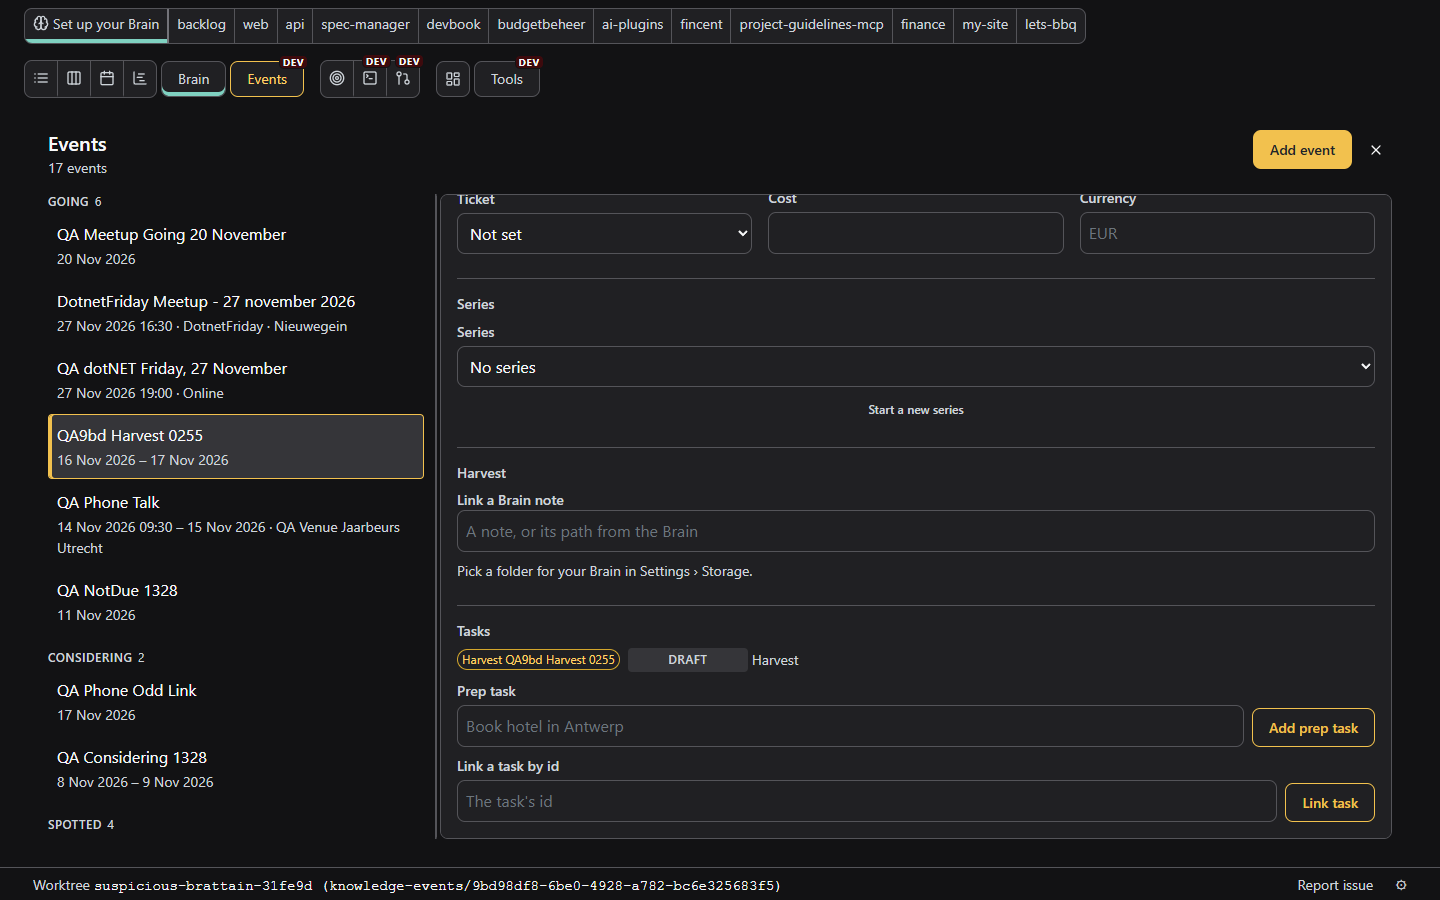 Set up your Brain backlog web api spec-manager devbook budgetbeheer ai-plugins fincent project-guidelines-mcp finance my-site lets-bbq
DEV DEV DEV DEV
Brain Events Tools
Events
17 events
Add event
GOING 6
QA Meetup Going 20 November
20 Nov 2026
DotnetFriday Meetup - 27 november 2026
27 Nov 2026 16:30 · DotnetFriday · Nieuwegein
QA dotNET Friday, 27 November
27 Nov 2026 19:00 · Online
QA9bd Harvest 0255
16 Nov 2026 – 17 Nov 2026
QA Phone Talk
14 Nov 2026 09:30 – 15 Nov 2026 · QA Venue Jaarbeurs
Utrecht
QA NotDue 1328
11 Nov 2026
CONSIDERING 2
QA Phone Odd Link
17 Nov 2026
QA Considering 1328
8 Nov 2026 – 9 Nov 2026
SPOTTED 4
Ticket Cost Currency
Not set EUR
Series
Series
No series
Start a new series
Harvest
Link a Brain note
A note, or its path from the Brain
Pick a folder for your Brain in Settings › Storage.
Tasks
Harvest QA9bd Harvest 0255 DRAFT Harvest
Prep task
Book hotel in Antwerp Add prep task
Link a task by id
The task's id Link task
Worktree suspicious-brattain-31fe9d (knowledge-events/9bd98df8-6be0-4928-a782-bc6e325683f5) Report issue